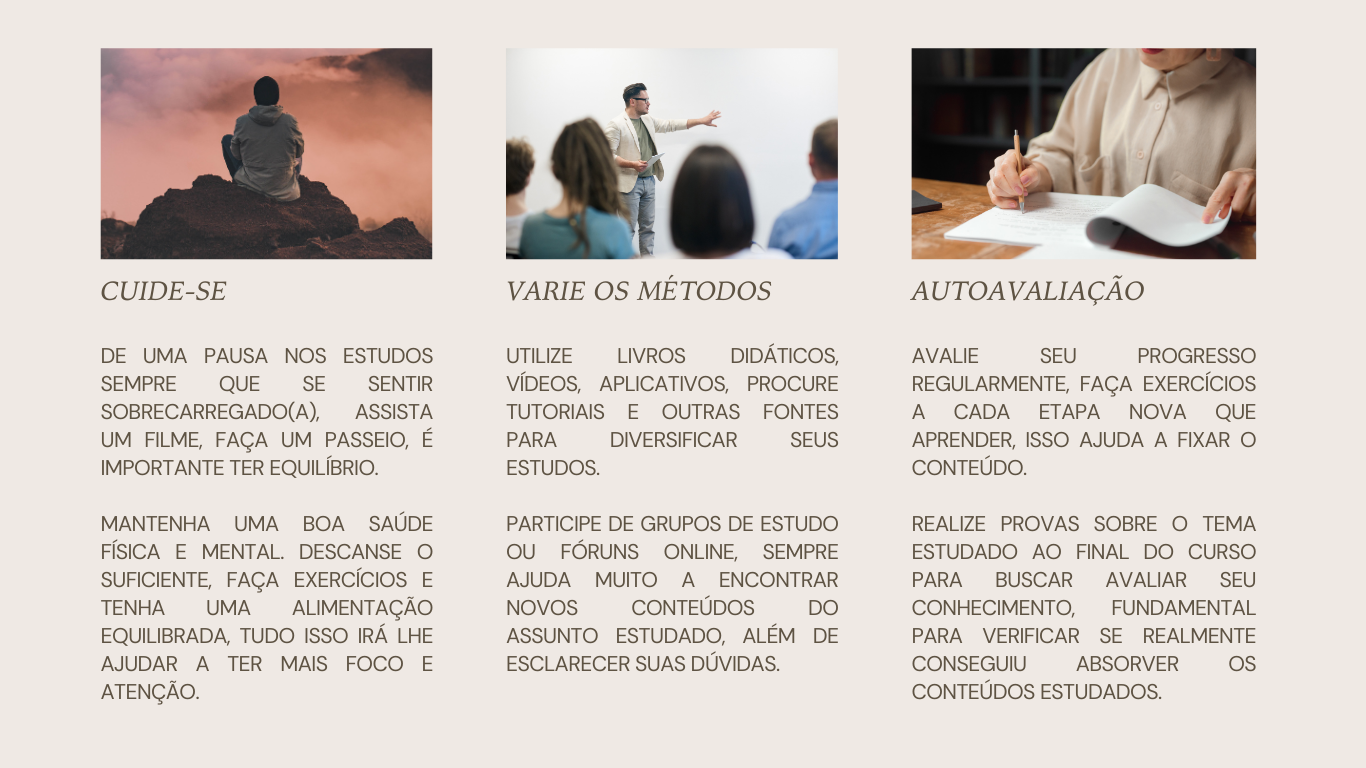 CUIDE-SE
DE UMA PAUSA NOS ESTUDOS
SEMPRE QUE SE SENTIR
SOBRECARREGADO(A), ASSISTA
UM FILME, FAÇA UM PASSEIO, É
IMPORTANTE TER EQUILÍBRIO.
MANTENHA UMA BOA SAÚDE
FÍSICA E MENTAL. DESCANSE O
SUFICIENTE, FAÇA EXERCÍCIOS E
TENHA UMA ALIMENTAÇÃO
EQUILIBRADA, TUDO ISSO IRÁ LHE
AJUDAR A TER MAIS FOCO E
ATENÇÃO.
VARIE OS MÉTODOS
UTILIZE LIVROS DIDÁTICOS,
VÍDEOS, APLICATIVOS, PROCURE
TUTORIAIS E OUTRAS FONTES
PARA DIVERSIFICAR SEUS
ESTUDOS.
PARTICIPE DE GRUPOS DE ESTUDO
OU FÓRUNS ONLINE, SEMPRE
AJUDA MUITO A ENCONTRAR
NOVOS CONTEÚDOS DO
ASSUNTO ESTUDADO, ALÉM DE
ESCLARECER SUAS DÚVIDAS.
AUTOAVALIAÇÃO
AVALIE SEU PROGRESSO
REGULARMENTE, FAÇA EXERCÍCIOS
A CADA ETAPA NOVA QUE
APRENDER, ISSO AJUDA A FIXAR O
CONTEÚDO.
REALIZE PROVAS SOBRE O TEMA
ESTUDADO AO FINAL DO CURSO
PARA BUSCAR AVALIAR SEU
CONHECIMENTO, FUNDAMENTAL
PARA VERIFICAR SE REALMENTE
CONSEGUIU ABSORVER OS
CONTEÚDOS ESTUDADOS.